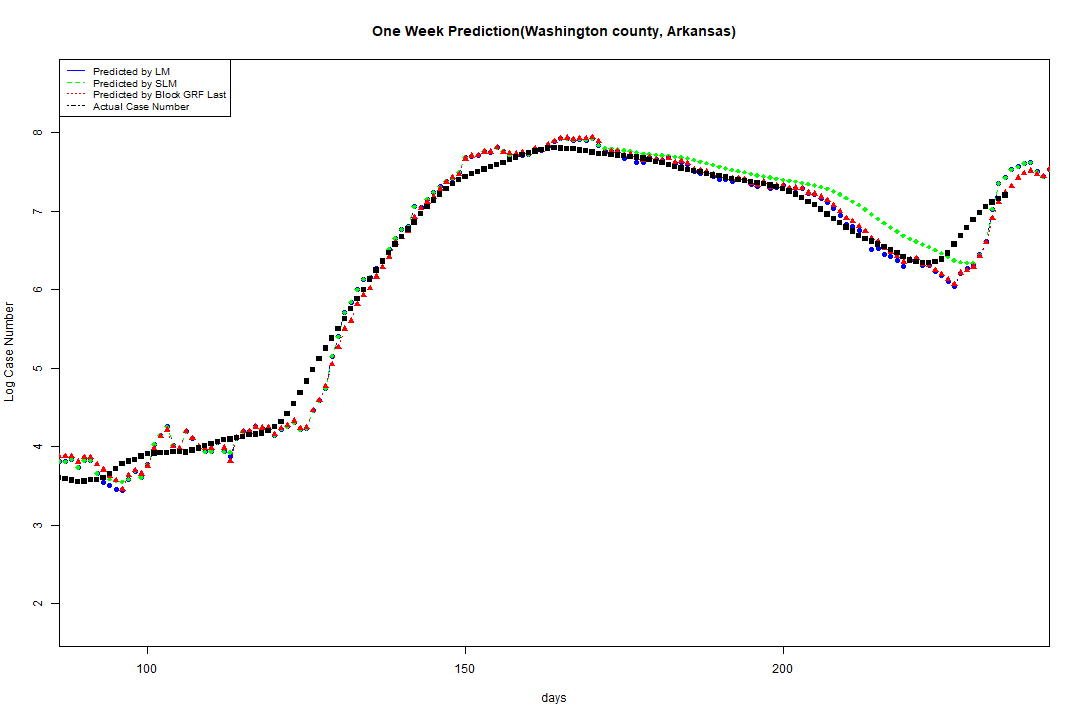 One Week Prediction(Washington county, Arkansas)
Predicted by LM
Predicted by SLM
Predicted by Block GRF Last
Actual Case Number
8
7
6
5
4
3
2
Log Case Number
100 150 200
days